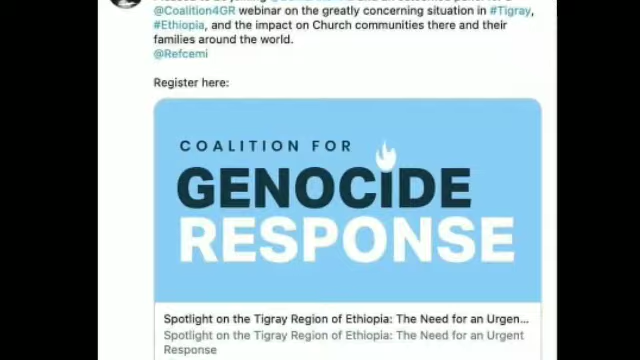 @Coalition4GR webinar on the greatly concerning situation in #Tigray,
#Ethiopia, and the impact on Church communities there and their
families around the world.
@Refcemi
Register here:
COALITION FOR
GENOCIDE
RESPONSE
Spotlight on the Tigray Region of Ethiopia: The Need for an Urgen...
Spotlight on the Tigray Region of Ethiopia: The Need for an Urgent
Response